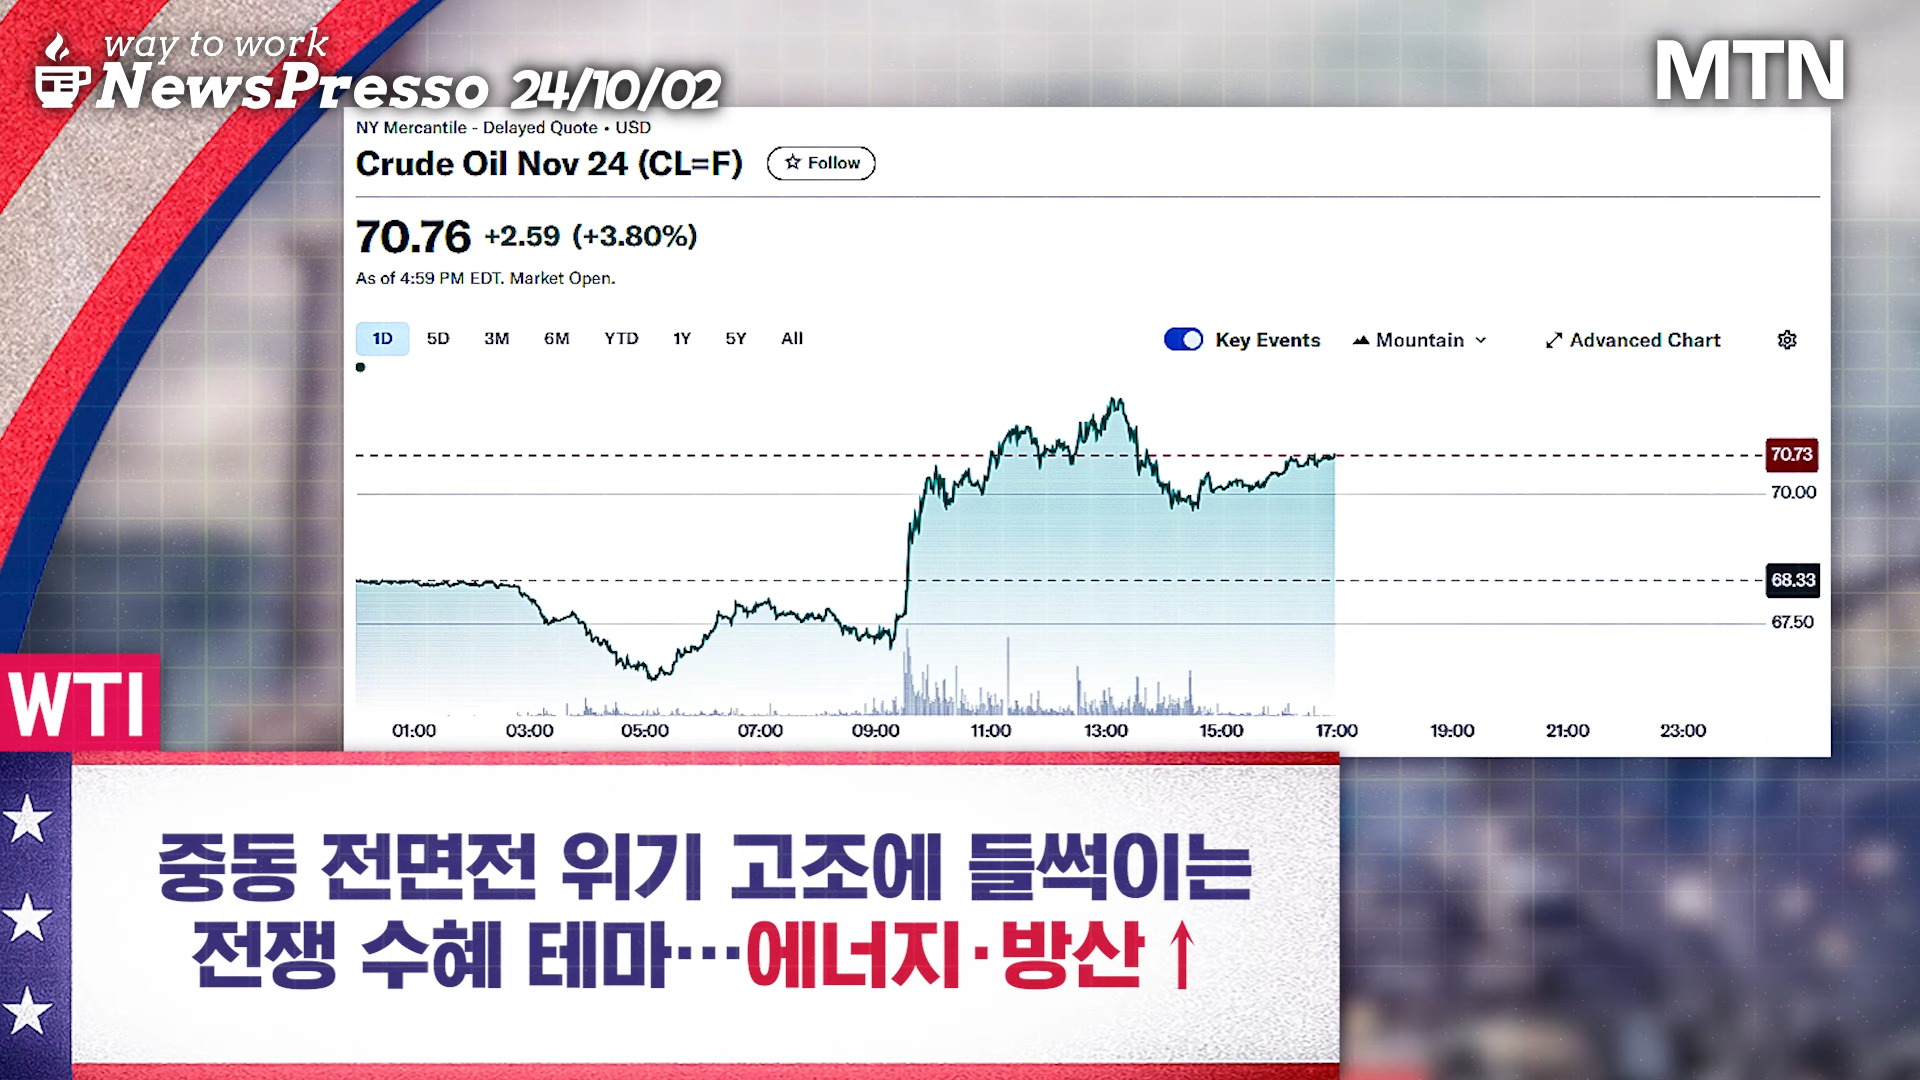 way to work
NewsPresso 24/10/02
MTN
NY Mercantile - Delayed Quote • USD
Crude Oil Nov 24 (CL=F)
Follow
70.76 +2.59 (+3.80%)
As of 4:59 PM EDT. Market Open.
1D 5D 3M 6M YTD 1Y 5Y All
Key Events Mountain Advanced Chart
70.73
70.00
68.33
67.50
01:00 03:00 05:00 07:00 09:00 11:00 13:00 15:00 17:00 19:00 21:00 23:00
WTI
중동 전면전 위기 고조에 들썩이는
전쟁 수혜 테마…에너지·방산↑